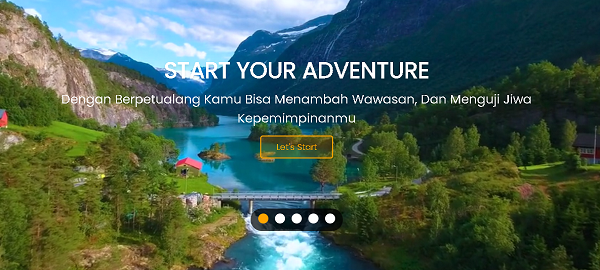 START YOUR ADVENTURE
Dengan Berpetualang Kamu Bisa Menambah Wawasan, Dan Menguji Jiwa
Kepemimpinanmu
Let's Start